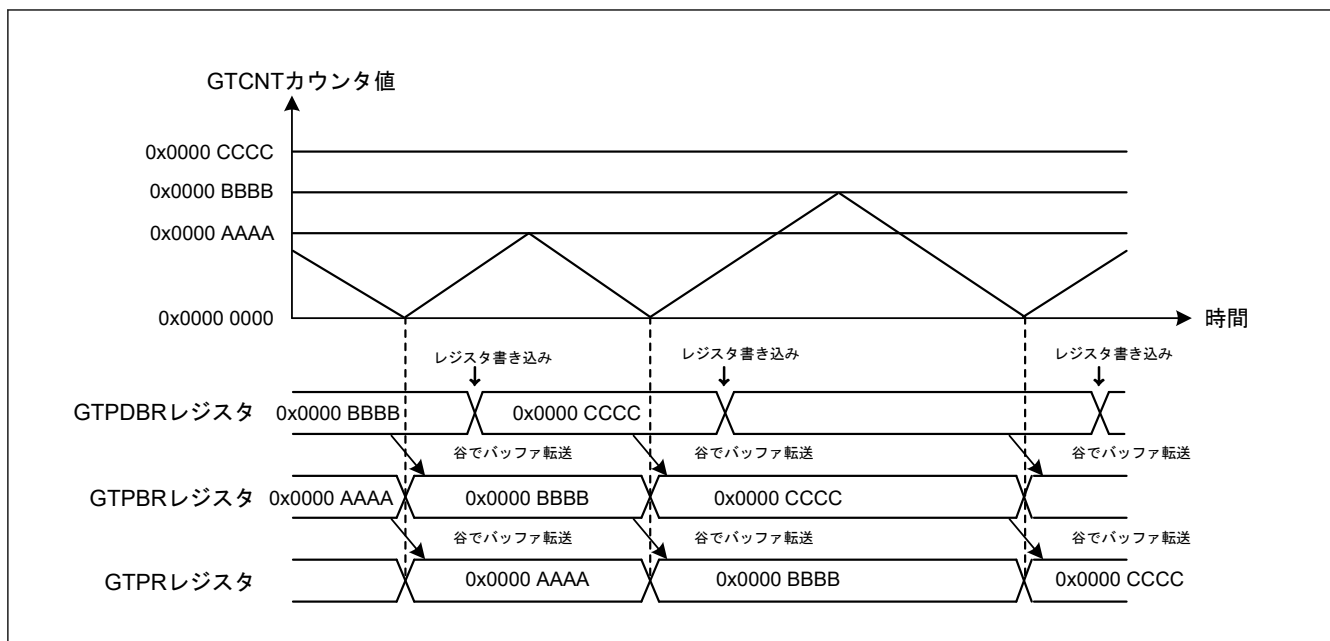 GTCNTカウンタ値
0x0000 CCCC
0x0000 BBBB
0x0000 AAAA
0x0000 0000
時間
レジスタ書き込み レジスタ書き込み レジスタ書き込み
GTPDBRレジスタ 0x0000 BBBB 0x0000 CCCC
谷でバッファ転送 谷でバッファ転送 谷でバッファ転送
GTPBRレジスタ 0x0000 AAAA 0x0000 BBBB 0x0000 CCCC
谷でバッファ転送 谷でバッファ転送 谷でバッファ転送
GTPRレジスタ 0x0000 AAAA 0x0000 BBBB 0x0000 CCCC